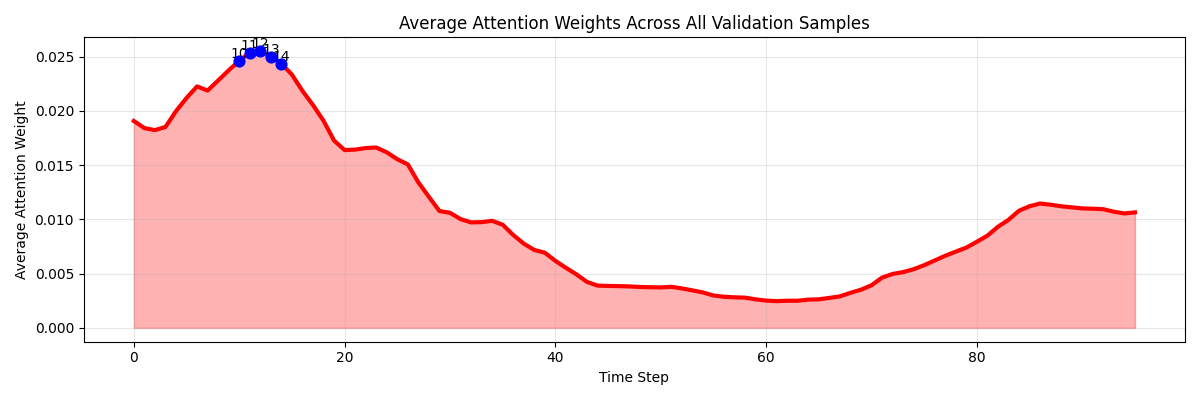 Average Attention Weights Across All Validation Samples
10
11
12
13
14
0.025
0.020
0.015
0.010
0.005
0.000
Average Attention Weight
0 20 40 60 80
Time Step